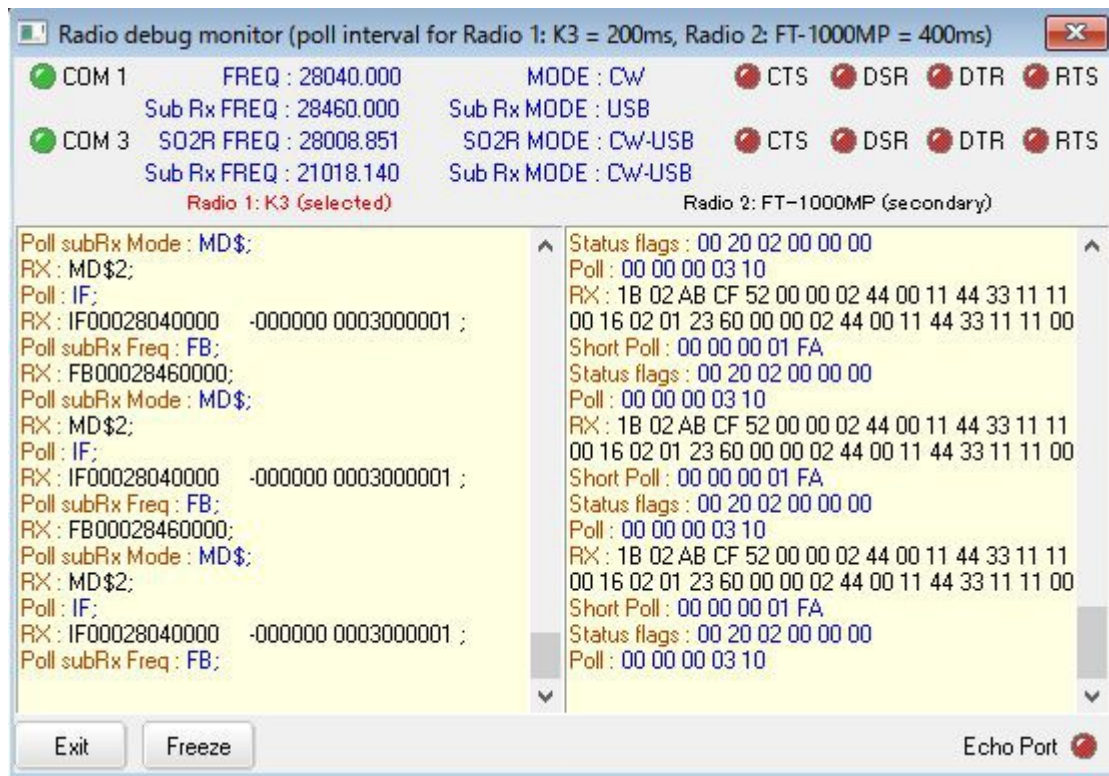 Radio debug monitor (poll interval for Radio 1: K3 = 200ms, Radio 2: FT-1000MP = 400ms)
COM 1 FREQ : 28040.000 MODE : CW CTS DSR DTR RTS
Sub Rx FREQ : 28460.000 Sub Rx MODE : USB
COM 3 SO2R FREQ : 28008.851 SO2R MODE : CW-USB CTS DSR DTR RTS
Sub Rx FREQ : 21018.140 Sub Rx MODE : CW-USB
Radio 1: K3 (selected) Radio 2: FT-1000MP (secondary)
Poll subRx Mode : MD$;
RX : MD$2;
Poll : IF;
RX : IF00028040000 -000000 0003000001 ;
Poll subRx Freq : FB;
RX : FB00028460000;
Poll subRx Mode : MD$;
RX : MD$2;
Poll : IF;
RX : IF00028040000 -000000 0003000001 ;
Poll subRx Freq : FB;
RX : FB00028460000;
Poll subRx Mode : MD$;
RX : MD$2;
Poll : IF;
RX : IF00028040000 -000000 0003000001 ;
Poll subRx Freq : FB;
Status flags : 00 20 02 00 00 00
Poll : 00 00 00 03 10
RX : 1B 02 AB CF 52 00 00 02 44 00 11 44 33 11 11
00 16 02 01 23 60 00 00 02 44 00 11 44 33 11 11 00
Short Poll : 00 00 00 01 FA
Status flags : 00 20 02 00 00 00
Poll : 00 00 00 03 10
RX : 1B 02 AB CF 52 00 00 02 44 00 11 44 33 11 11
00 16 02 01 23 60 00 00 02 44 00 11 44 33 11 11 00
Short Poll : 00 00 00 01 FA
Status flags : 00 20 02 00 00 00
Poll : 00 00 00 03 10
RX : 1B 02 AB CF 52 00 00 02 44 00 11 44 33 11 11
00 16 02 01 23 60 00 00 02 44 00 11 44 33 11 11 00
Short Poll : 00 00 00 01 FA
Status flags : 00 20 02 00 00 00
Poll : 00 00 00 03 10
Exit Freeze Echo Port